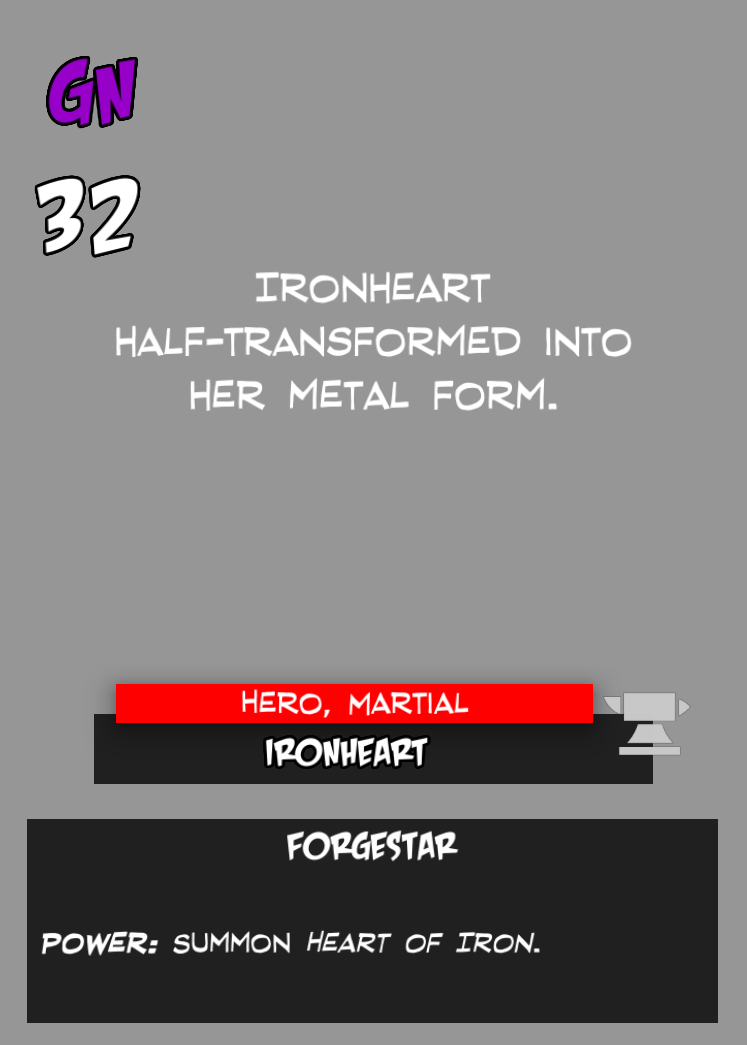 GN
32
IRONHEART
HALF-TRANSFORMED INTO
HER METAL FORM.
HERO, MARTIAL
IRONHEART
FORGESTAR
POWER: SUMMON HEART OF IRON.